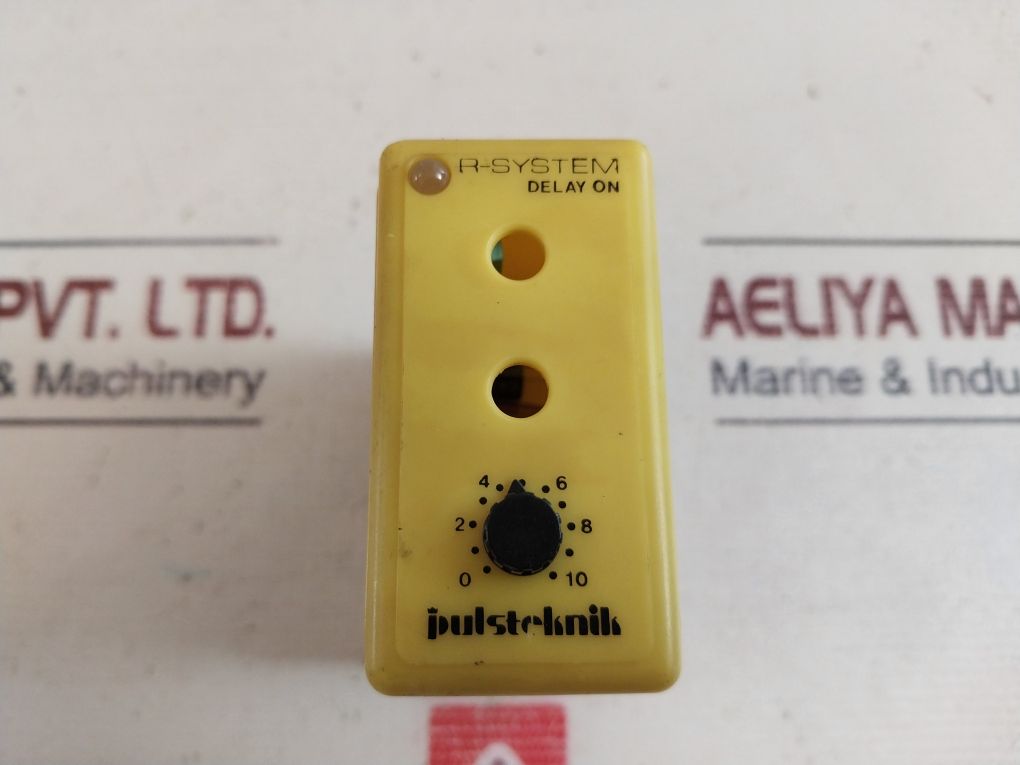 R-SYSTEM
DELAY ON
PVT. LTD.
& Machinery
AELIYA MA
Marine & Indu
4 6
2 8
0 10
pulsteknik